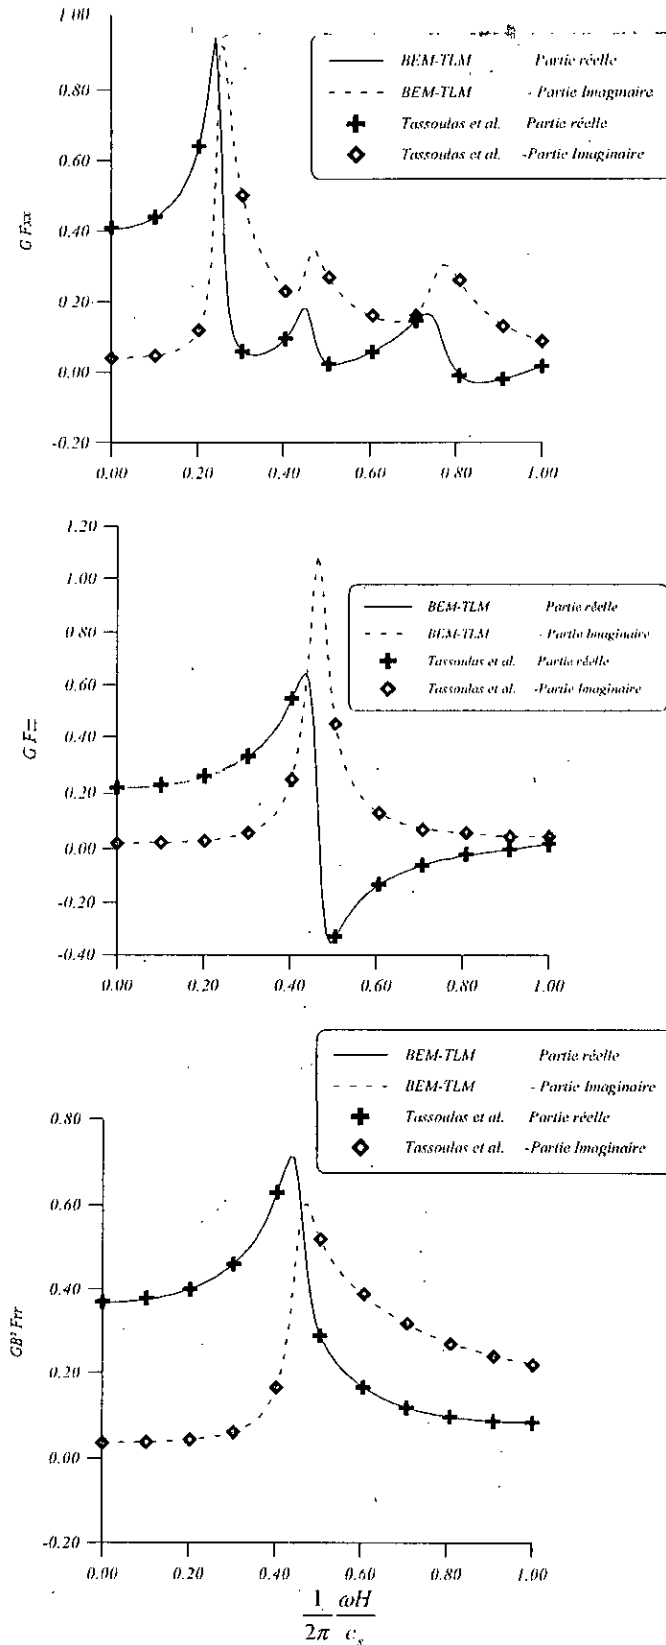 1.00
0.80
0.60
0.40
0.20
0.00
-0.20
G Fxx
BEM-TLM Partie réelle
BEM-TLM - Partie Imaginaire
Tassoulas et al. Partie réelle
Tassoulas et al. -Partie Imaginaire
0.00 0.20 0.40 0.60 0.80 1.00
1.20
1.00
0.80
0.60
0.40
0.20
0.00
-0.20
-0.40
G Fzz
BEM-TLM Partie réelle
BEM-TLM - Partie Imaginaire
Tassoulas et al. Partie réelle
Tassoulas et al. -Partie Imaginaire
0.00 0.20 0.40 0.60 0.80 1.00
BEM-TLM Partie réelle
BEM-TLM - Partie Imaginaire
Tassoulas et al. Partie réelle
Tassoulas et al. -Partie Imaginaire
0.80
0.60
0.40
0.20
0.00
-0.20
GB² Frr
0.00 0.20 0.40 0.60 0.80 1.00
1 ωH
2π c_s